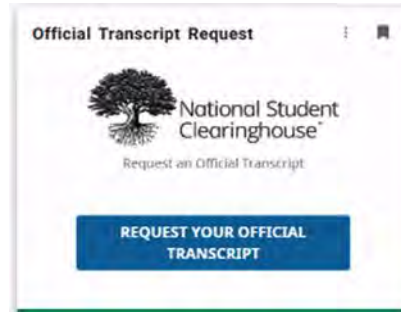 Official Transcript Request
National Student
Clearinghouse
Request an Official Transcript
REQUEST YOUR OFFICIAL
TRANSCRIPT